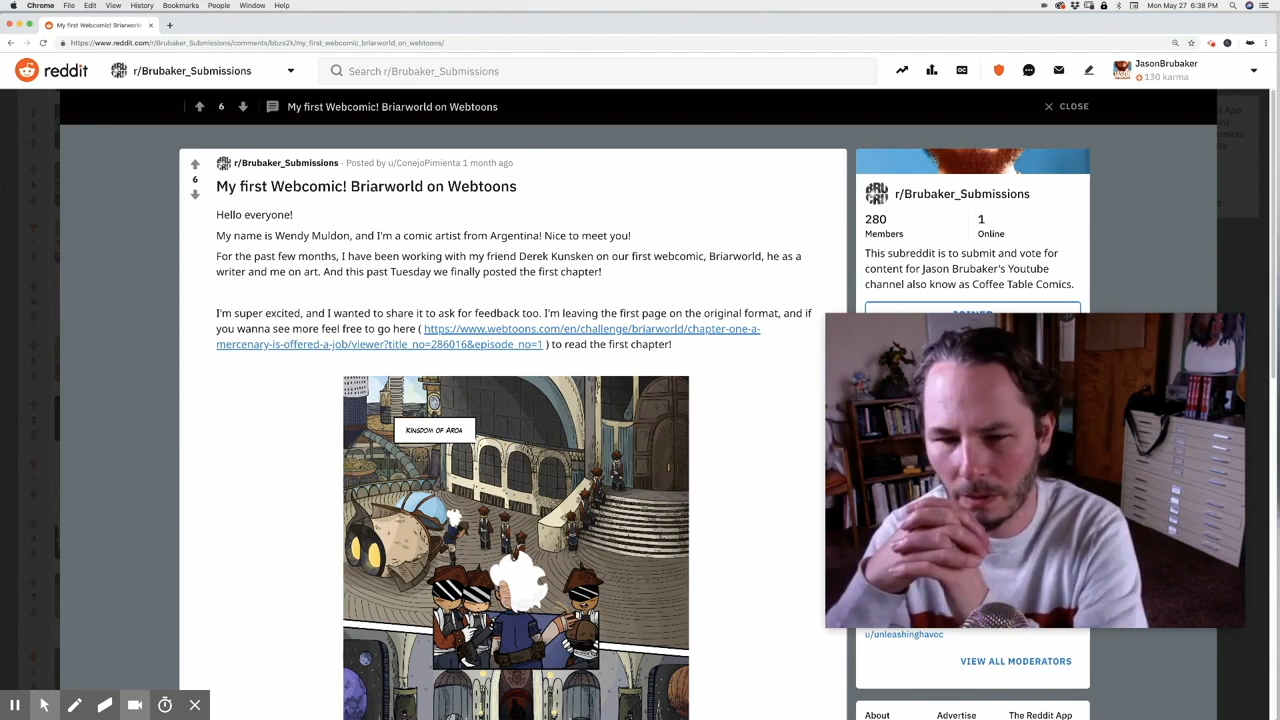 Chrome File Edit View History Bookmarks People Window Help
Mon May 27 6:38 PM
My first Webcomic! Briarworld
https://www.reddit.com/r/Brubaker_Submissions/comments/bbzs2k/my_first_webcomic_briarworld_on_webtoons/
reddit
r/Brubaker_Submissions
Search r/Brubaker_Submissions
JasonBrubaker
130 karma
6
My first Webcomic! Briarworld on Webtoons
CLOSE
6
r/Brubaker_Submissions · Posted by u/ConejoPimienta 1 month ago
My first Webcomic! Briarworld on Webtoons
Hello everyone!
My name is Wendy Muldon, and I'm a comic artist from Argentina! Nice to meet you!
For the past few months, I have been working with my friend Derek Kunsken on our first webcomic, Briarworld, he as a
writer and me on art. And this past Tuesday we finally posted the first chapter!
I'm super excited, and I wanted to share it to ask for feedback too. I'm leaving the first page on the original format, and if
you wanna see more feel free to go here ( https://www.webtoons.com/en/challenge/briarworld/chapter-one-a-
mercenary-is-offered-a-job/viewer?title_no=286016&episode_no=1 ) to read the first chapter!
KINGDOM OF AROA
r/Brubaker_Submissions
280
Members
1
Online
This subreddit is to submit and vote for
content for Jason Brubaker's Youtube
channel also know as Coffee Table Comics.
JOINED
u/unleashinghavoc
VIEW ALL MODERATORS
About Advertise The Reddit App